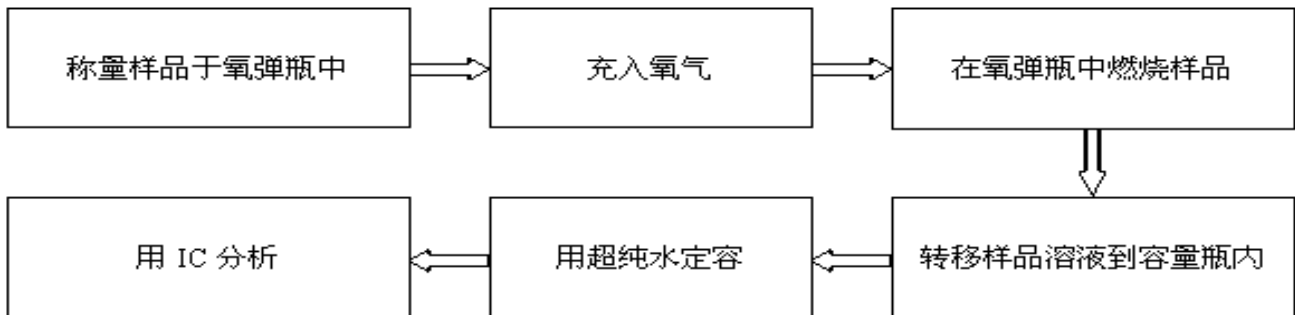 称量样品于氧弹瓶中
充入氧气
在氧弹瓶中燃烧样品
转移样品溶液到容量瓶内
用超纯水定容
用 IC 分析